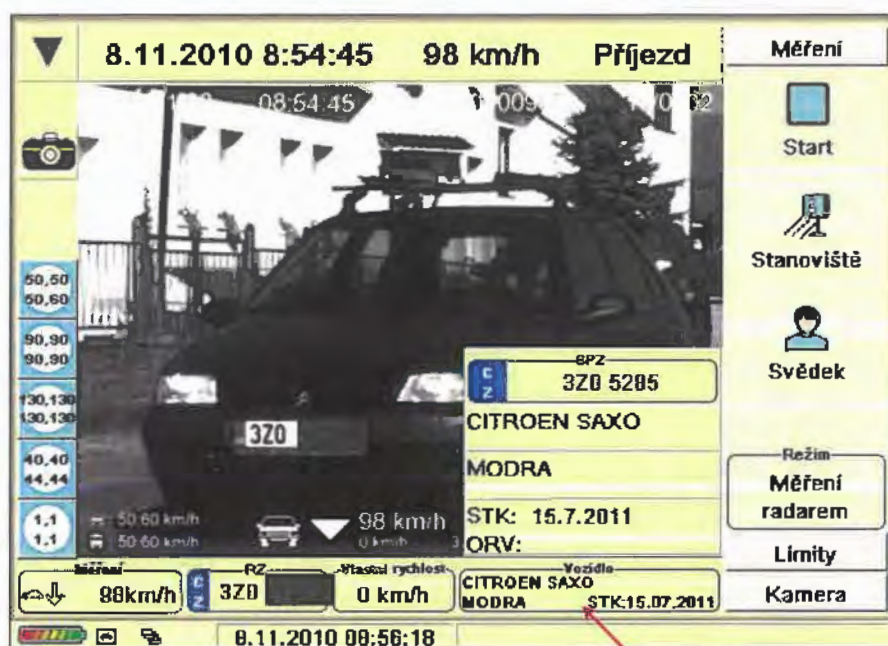 8.11.2010 8:54:45 98 km/h Příjezd
Měření
08:54:45
Start
Stanoviště
Svědek
50,50
50,60
90,90
90,90
130,130
130,130
40,40
44,44
1,1
1,1
SPZ
CZ
3Z0 5285
CITROEN SAXO
MODRA
STK: 15.7.2011
ORV:
3Z0
50 60 km/h
50 60 km/h
98 km/h
0 km/h
Režim
Měření
radarem
Limity
Kamera
Měření
98km/h
RZ
CZ
3Z0
Vlastní rychlost
0 km/h
Vozidlo
CITROEN SAXO
MODRA STK:15.07.2011
8.11.2010 08:56:18